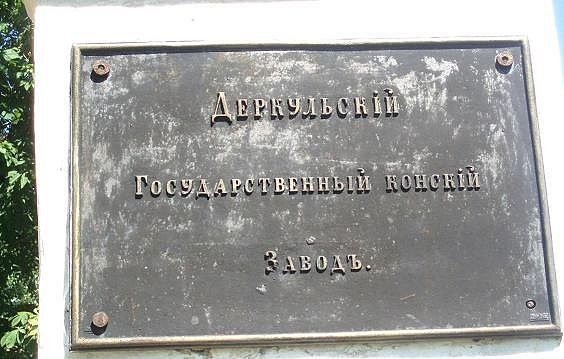 Деркульскій
Государственный конскій
Заводъ.